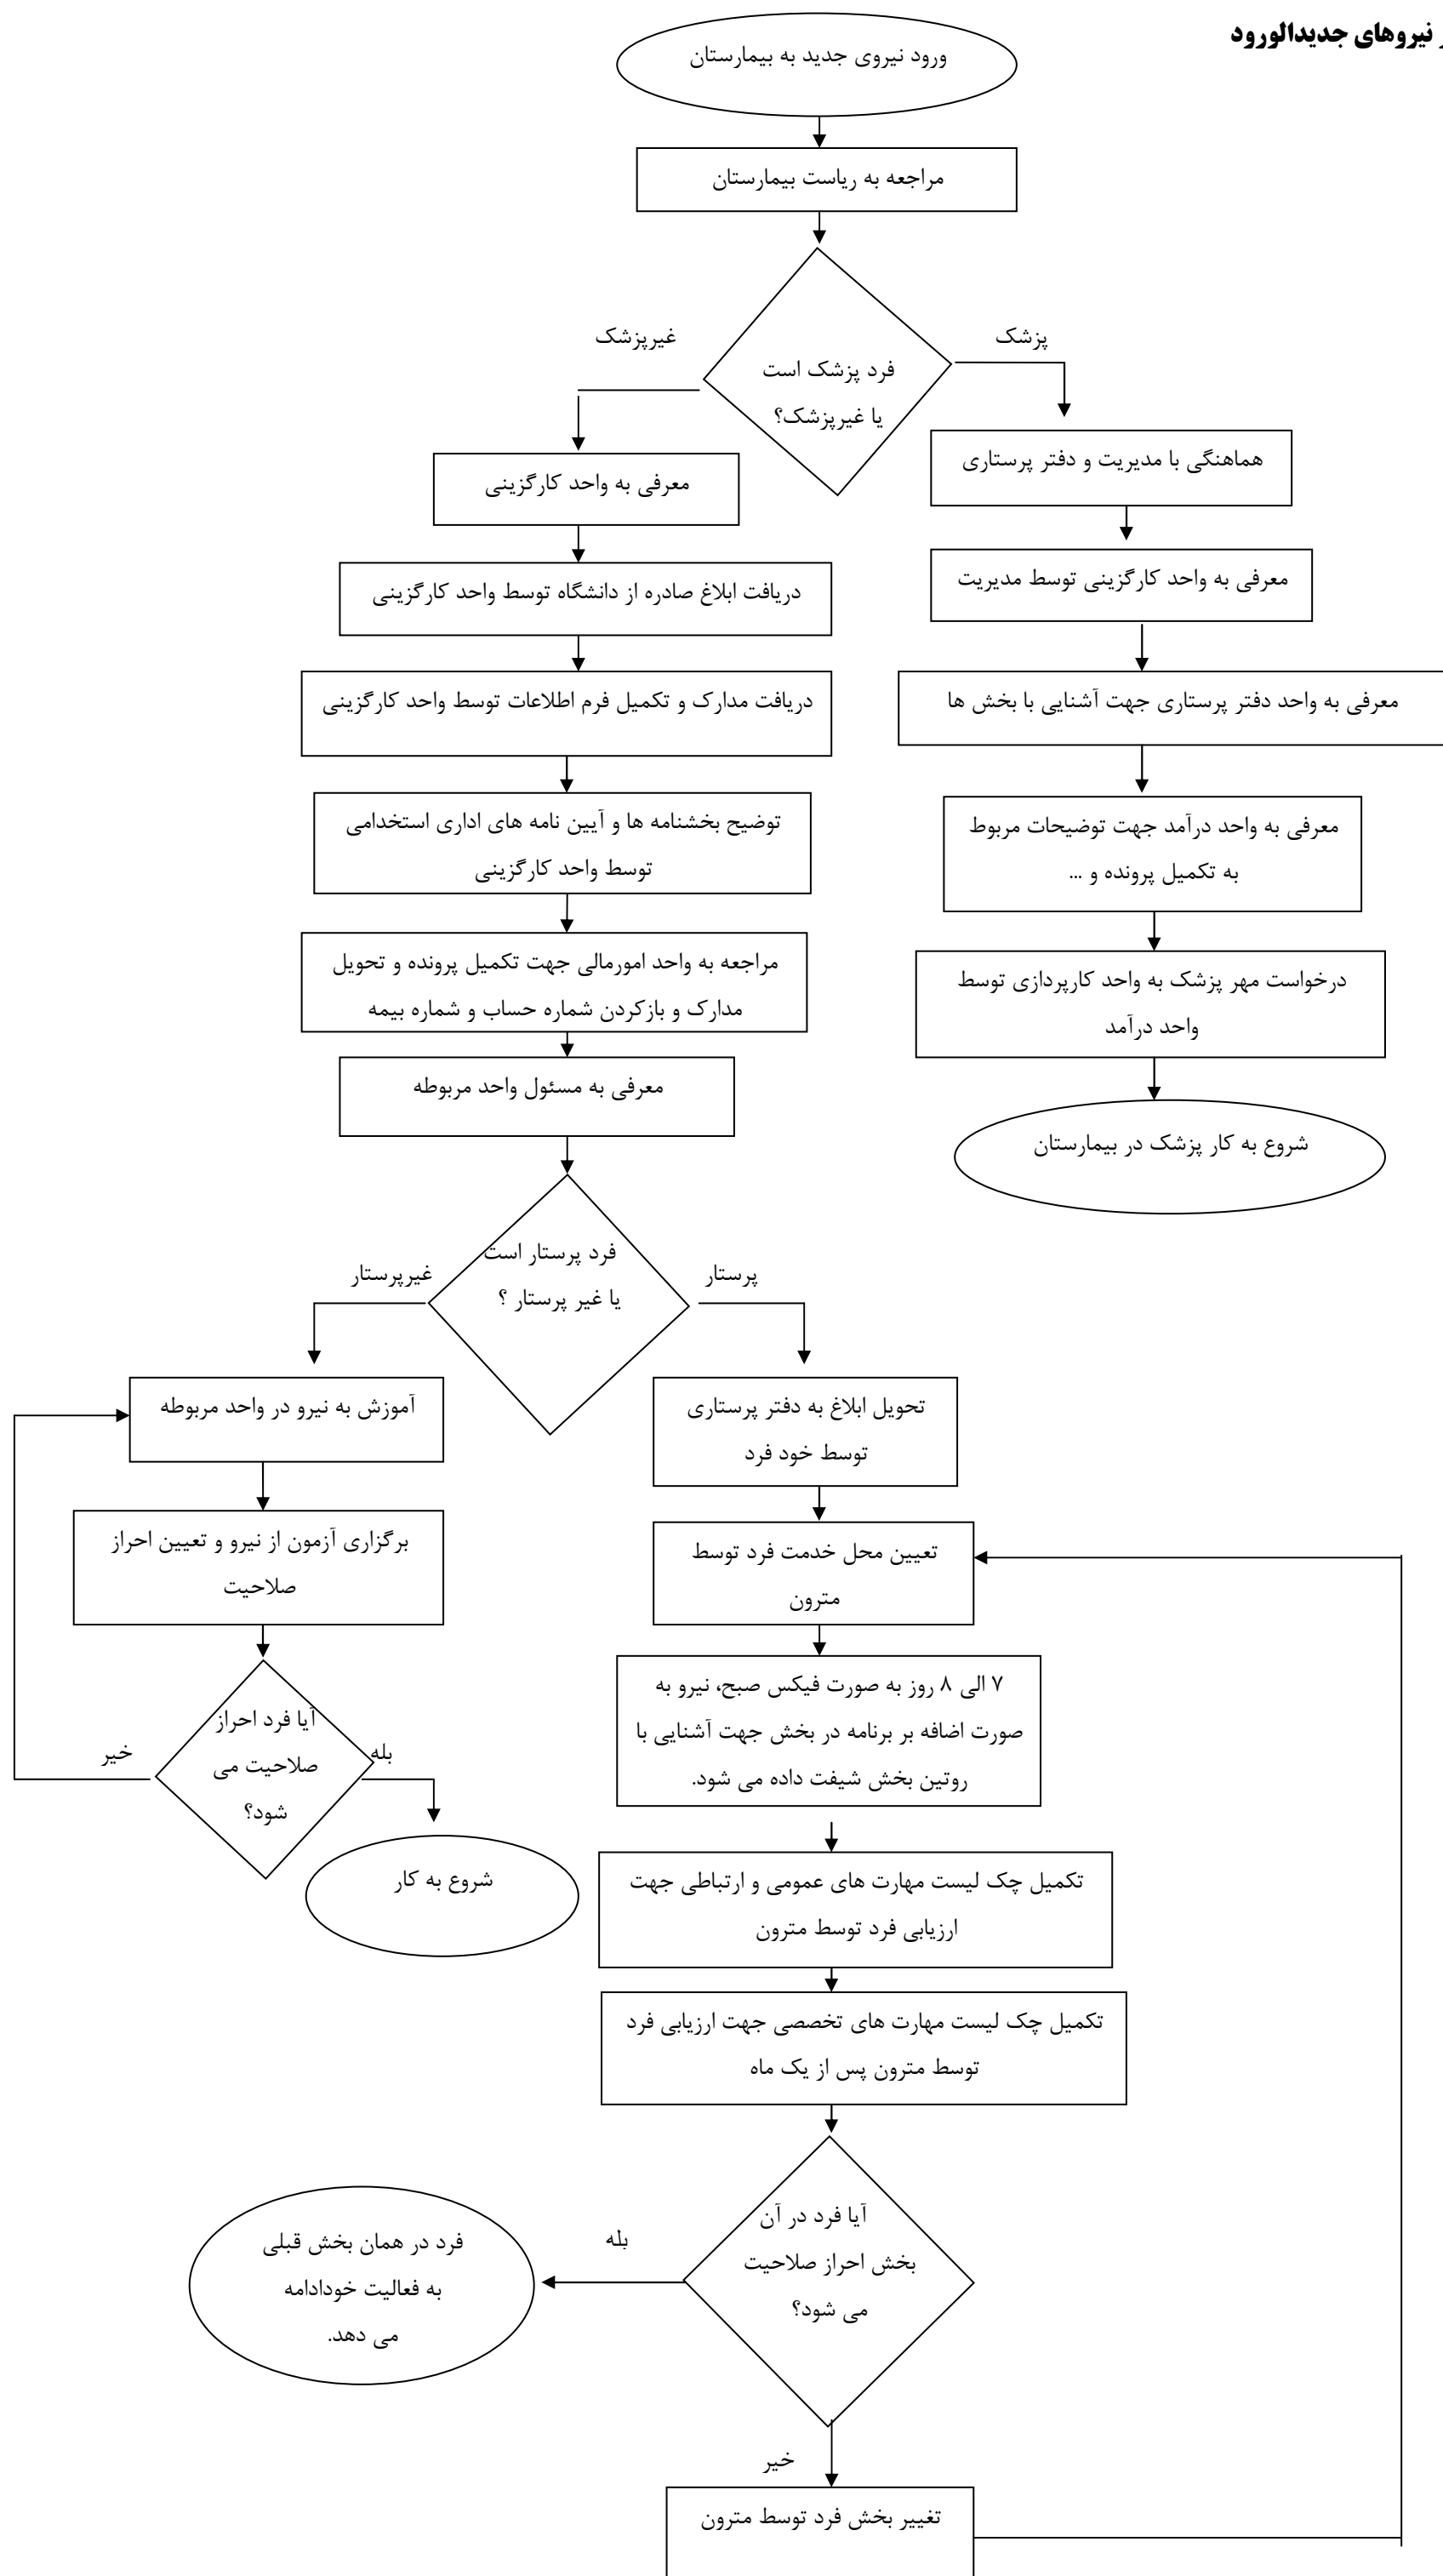 نیروهای جدیدالورود
ورود نیروی جدید به بیمارستان
مراجعه به ریاست بیمارستان
فرد پزشک است
یا غیرپزشک؟
پزشک
غیرپزشک
هماهنگی با مدیریت و دفتر پرستاری
معرفی به واحد کارگزینی توسط مدیریت
معرفی به واحد دفتر پرستاری جهت آشنایی با بخش ها
معرفی به واحد درآمد جهت توضیحات مربوط
به تکمیل پرونده و ...
درخواست مهر پزشک به واحد کارپردازی توسط
واحد درآمد
شروع به کار پزشک در بیمارستان
معرفی به واحد کارگزینی
دریافت ابلاغ صادره از دانشگاه توسط واحد کارگزینی
دریافت مدارک و تکمیل فرم اطلاعات توسط واحد کارگزینی
توضیح بخشنامه ها و آیین نامه های اداری استخدامی
توسط واحد کارگزینی
مراجعه به واحد امورمالی جهت تکمیل پرونده و تحویل
مدارک و بازکردن شماره حساب و شماره بیمه
معرفی به مسئول واحد مربوطه
فرد پرستار است
یا غیر پرستار ؟
پرستار
غیرپرستار
تحویل ابلاغ به دفتر پرستاری
توسط خود فرد
تعیین محل خدمت فرد توسط
مترون
۷ الی ۸ روز به صورت فیکس صبح، نیرو به
صورت اضافه بر برنامه در بخش جهت آشنایی با
روتین بخش شیفت داده می شود.
تکمیل چک لیست مهارت های عمومی و ارتباطی جهت
ارزیابی فرد توسط مترون
تکمیل چک لیست مهارت های تخصصی جهت ارزیابی فرد
توسط مترون پس از یک ماه
آیا فرد در آن
بخش احراز صلاحیت
می شود؟
بله
فرد در همان بخش قبلی
به فعالیت خودادامه
می دهد.
خیر
تغییر بخش فرد توسط مترون
آموزش به نیرو در واحد مربوطه
برگزاری آزمون از نیرو و تعیین احراز
صلاحیت
آیا فرد احراز
صلاحیت می
شود؟
بله
خیر
شروع به کار